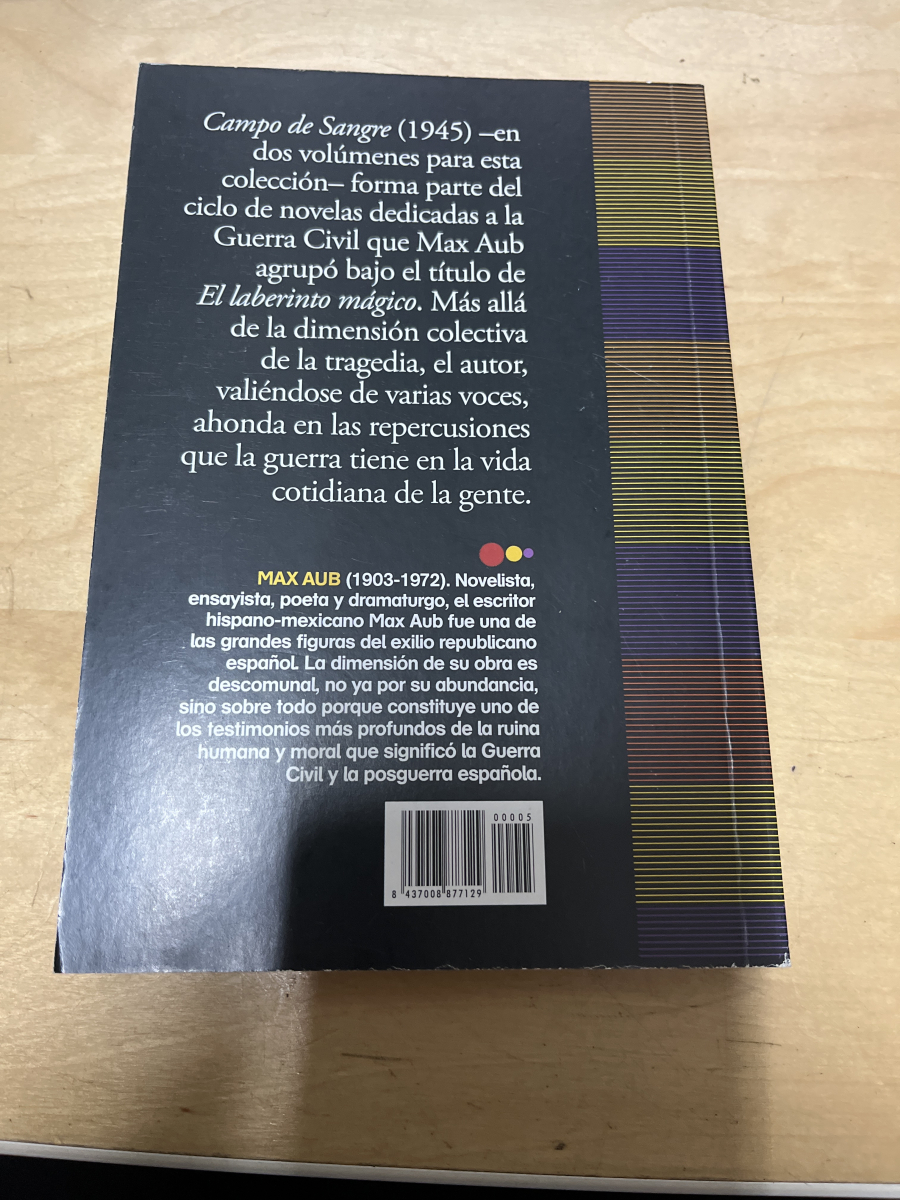 Campo de Sangre (1945) –en
dos volúmenes para esta
colección– forma parte del
ciclo de novelas dedicadas a la
Guerra Civil que Max Aub
agrupó bajo el título de
El laberinto mágico. Más allá
de la dimensión colectiva
de la tragedia, el autor,
valiéndose de varias voces,
ahonda en las repercusiones
que la guerra tiene en la vida
cotidiana de la gente.
MAX AUB (1903-1972). Novelista,
ensayista, poeta y dramaturgo, el escritor
hispano-mexicano Max Aub fue una de
las grandes figuras del exilio republicano
español. La dimensión de su obra es
descomunal, no ya por su abundancia,
sino sobre todo porque constituye uno de
los testimonios más profundos de la ruina
humana y moral que significó la Guerra
Civil y la posguerra española.
00005
8 437008 877129